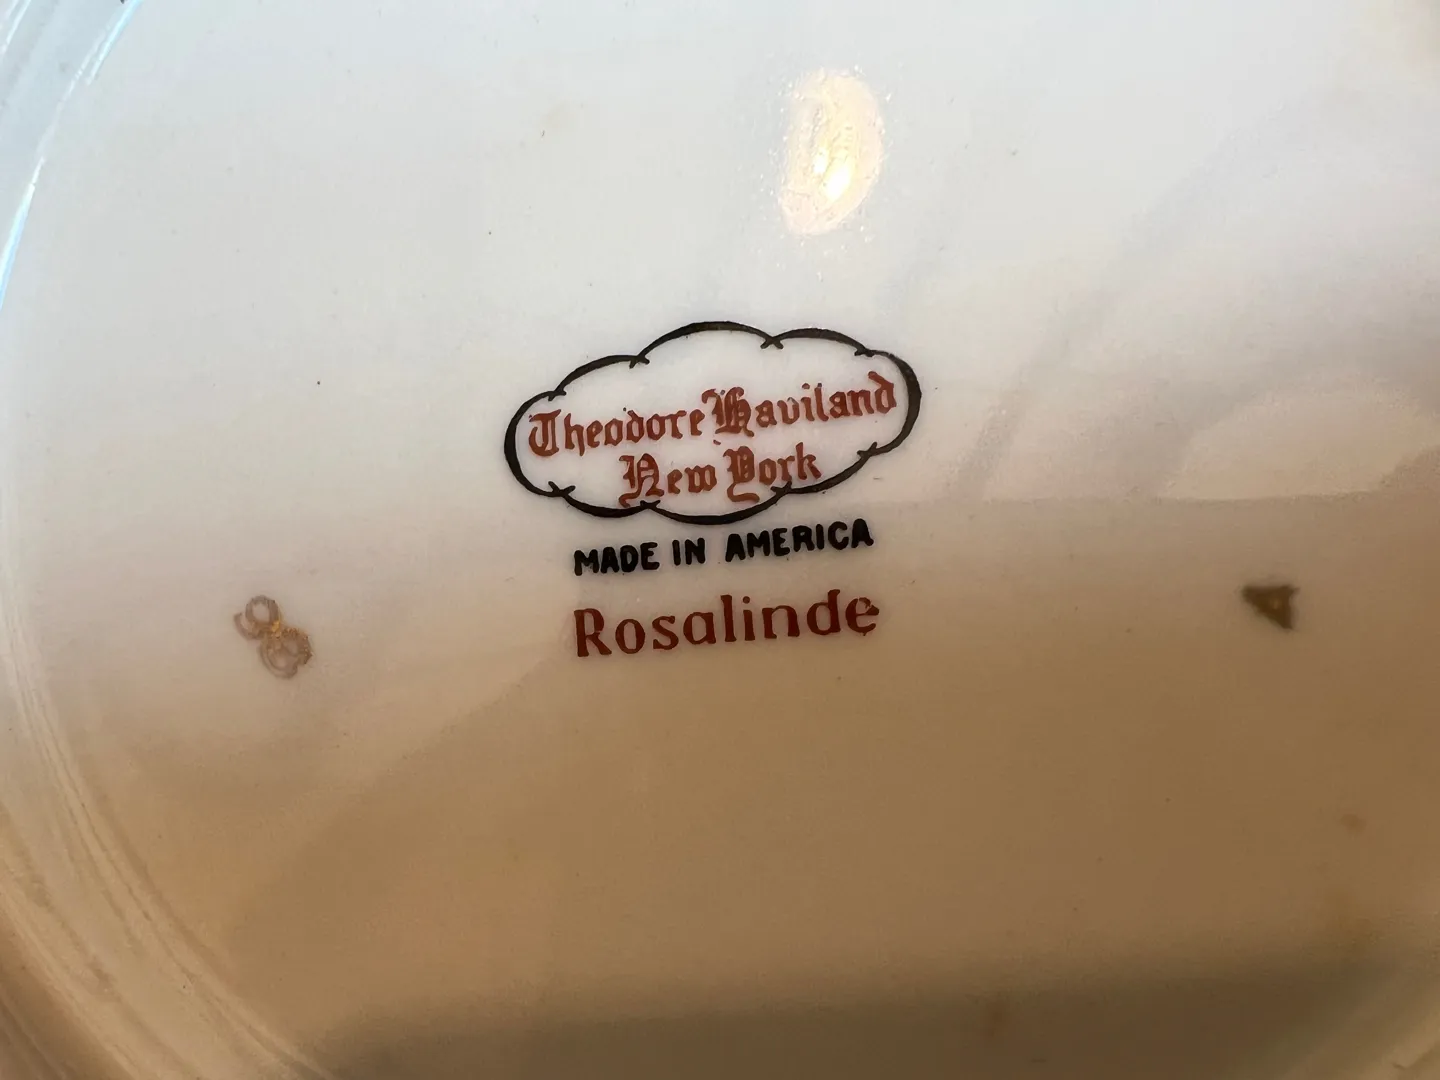 Theodore Haviland
New York
MADE IN AMERICA
Rosalinde
A